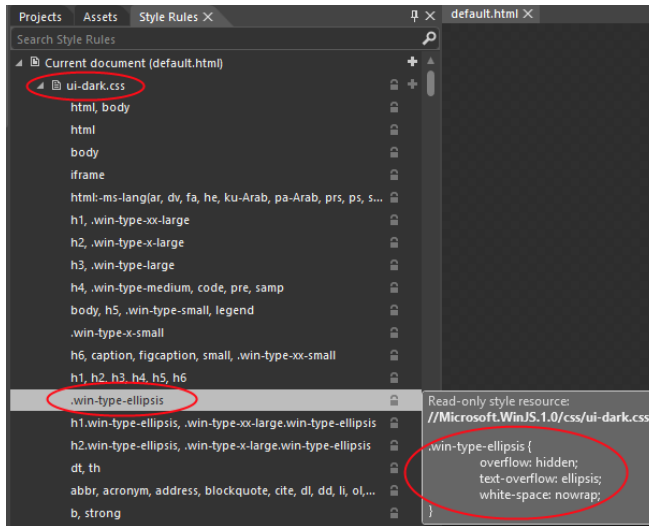 Projects Assets Style Rules default.html
Search Style Rules
Current document (default.html)
ui-dark.css
html, body
html
body
iframe
html:-ms-lang(ar, dv, fa, he, ku-Arab, pa-Arab, prs, ps, s...
h1, .win-type-xx-large
h2, .win-type-x-large
h3, .win-type-large
h4, .win-type-medium, code, pre, samp
body, h5, .win-type-small, legend
.win-type-x-small
h6, caption, figcaption, small, .win-type-xx-small
h1, h2, h3, h4, h5, h6
.win-type-ellipsis
h1.win-type-ellipsis, .win-type-xx-large.win-type-ellipsis
h2.win-type-ellipsis, .win-type-x-large.win-type-ellipsis
dt, th
abbr, acronym, address, blockquote, cite, dl, dd, li, ol,...
b, strong
Read-only style resource:
//Microsoft.WinJS.1.0/css/ui-dark.css
.win-type-ellipsis {
overflow: hidden;
text-overflow: ellipsis;
white-space: nowrap;
}